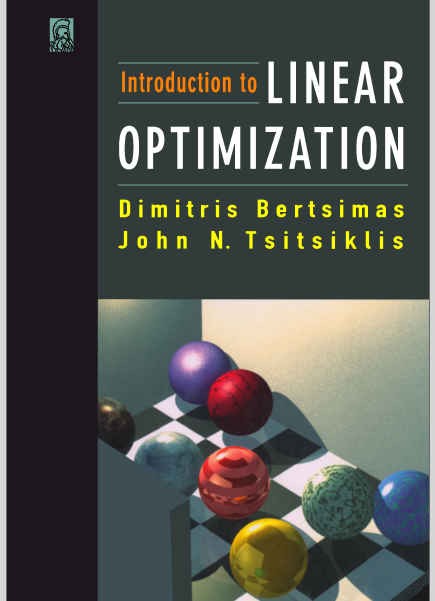 Introduction to LINEAR
OPTIMIZATION
Dimitris Bertsimas
John N. Tsitsiklis